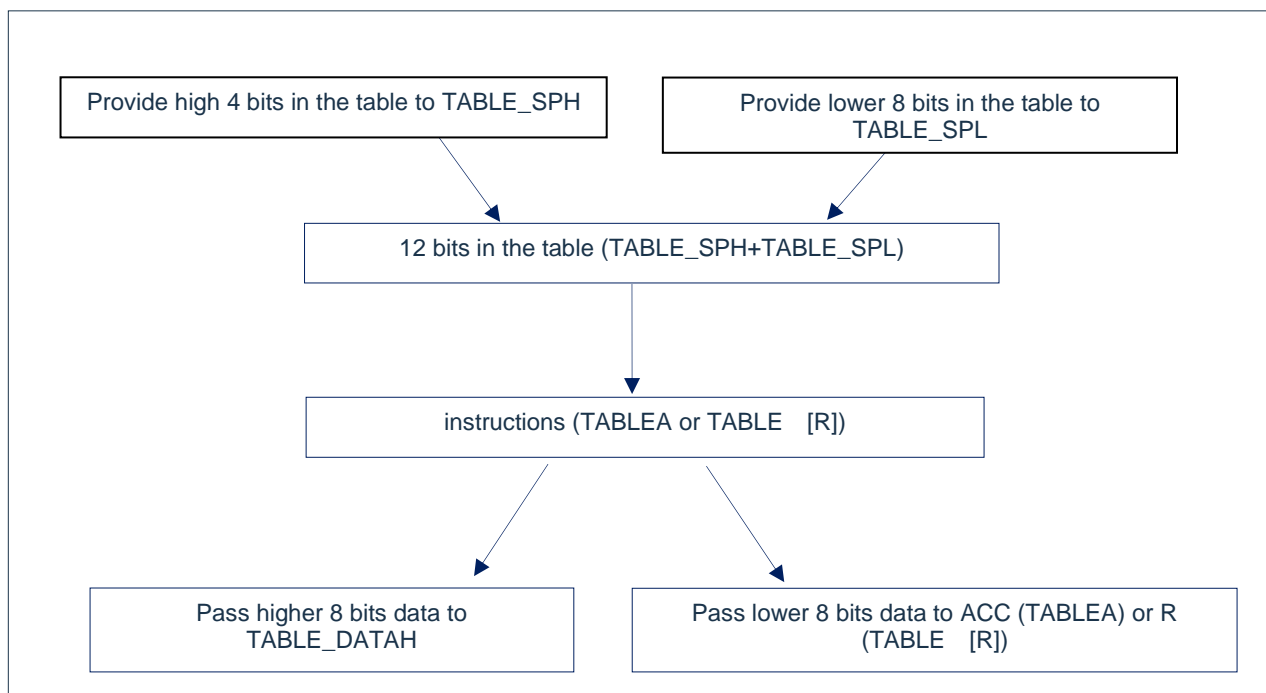 Provide high 4 bits in the table to TABLE_SPH
Provide lower 8 bits in the table to
TABLE_SPL
12 bits in the table (TABLE_SPH+TABLE_SPL)
instructions (TABLEA or TABLE [R])
Pass higher 8 bits data to
TABLE_DATAH
Pass lower 8 bits data to ACC (TABLEA) or R
(TABLE [R])